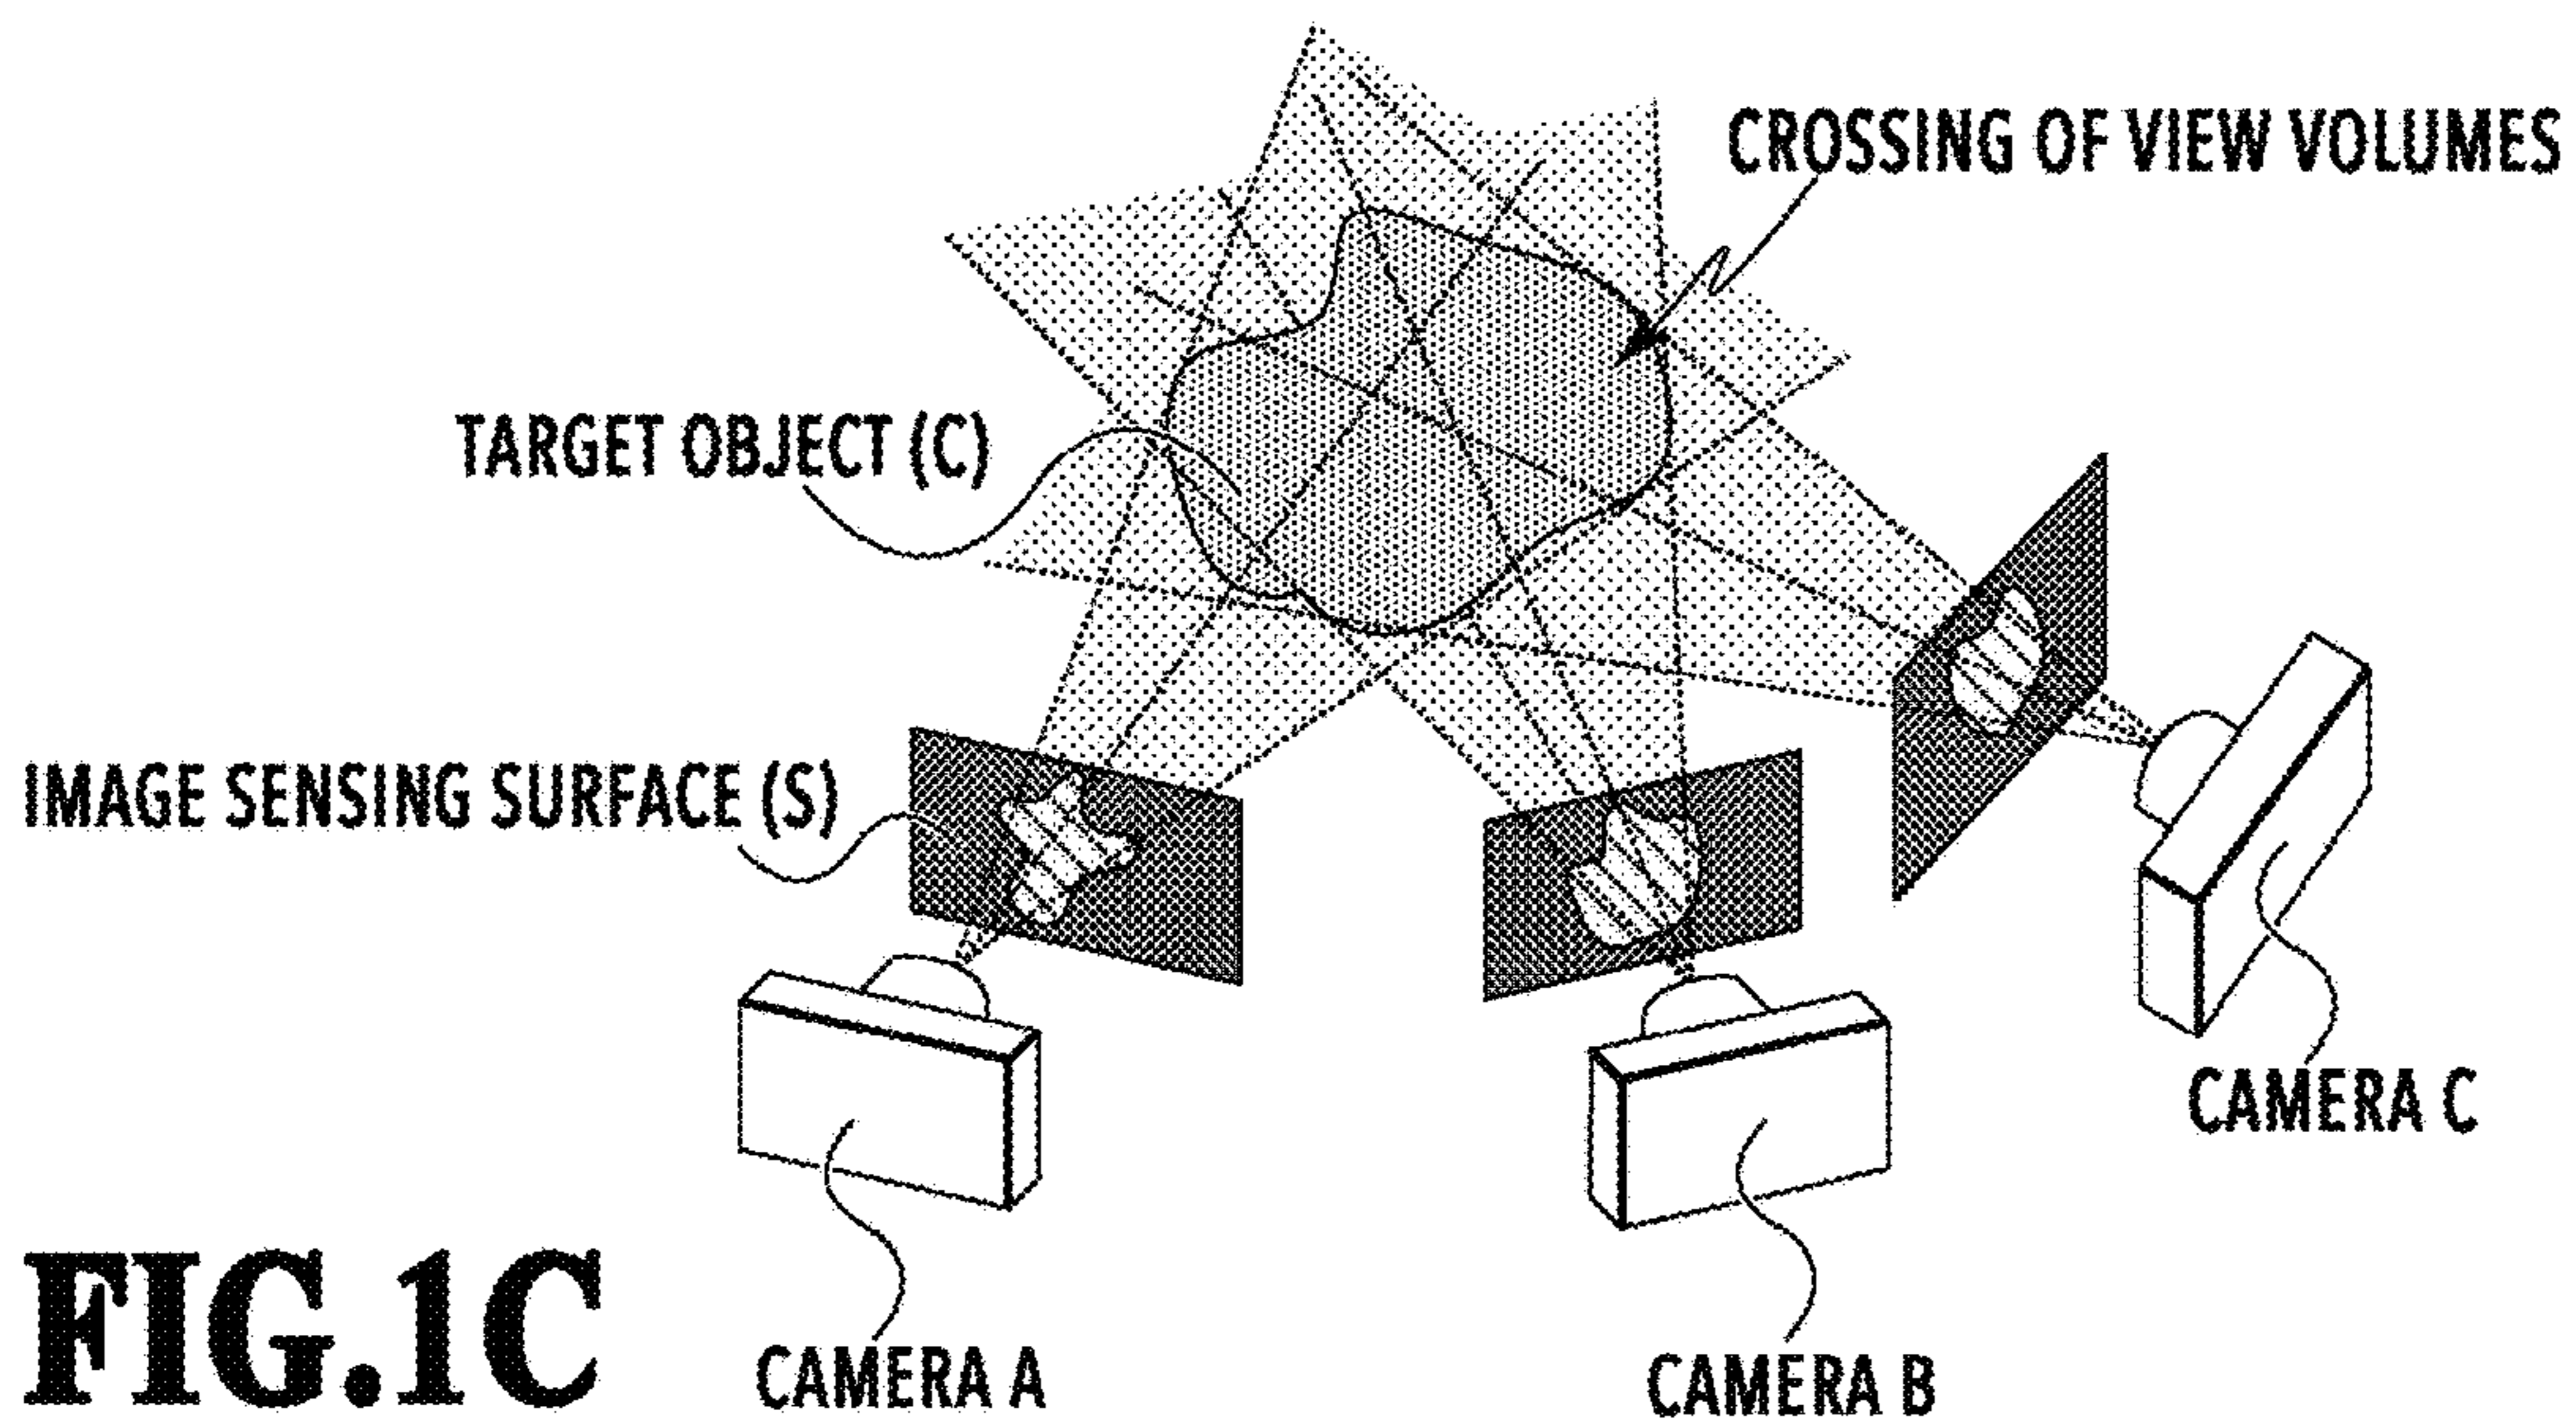 CROSSING OF VIEW VOLUMES
TARGET OBJECT (C)
IMAGE SENSING SURFACE (S)
CAMERA C
CAMERA A
CAMERA B
FIG.1C